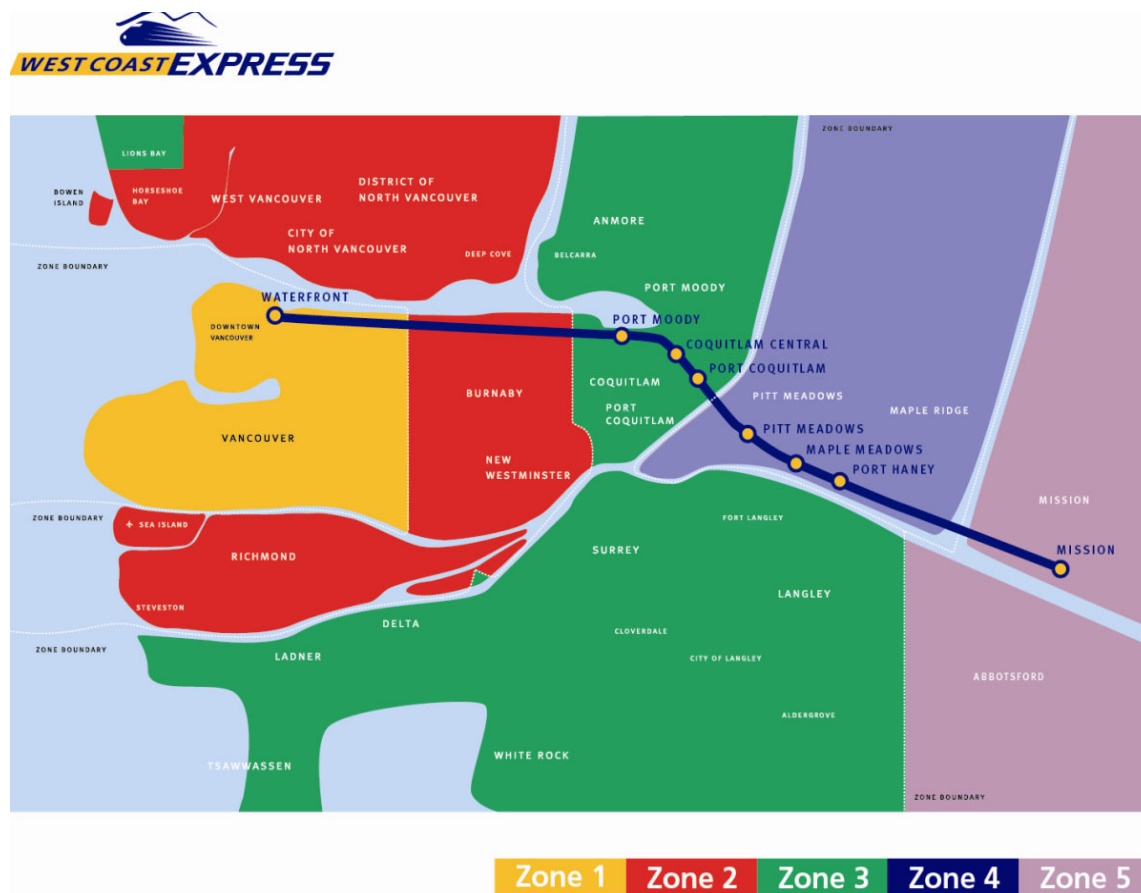 WEST COAST EXPRESS
ZONE BOUNDARY
LIONS BAY
BOWEN
ISLAND
HORSESHOE
BAY
WEST VANCOUVER
DISTRICT OF
NORTH VANCOUVER
CITY OF
NORTH VANCOUVER
DEEP COVE
ANMORE
BELCARRA
ZONE BOUNDARY
PORT MOODY
WATERFRONT
DOWNTOWN
VANCOUVER
PORT MOODY
COQUITLAM CENTRAL
PORT COQUITLAM
COQUITLAM
PORT
COQUITLAM
BURNABY
PITT MEADOWS
MAPLE RIDGE
VANCOUVER
PITT MEADOWS
MAPLE MEADOWS
PORT HANEY
NEW
WESTMINSTER
MISSION
ZONE BOUNDARY
SEA ISLAND
FORT LANGLEY
RICHMOND
SURREY
MISSION
STEVESTON
LANGLEY
DELTA
CLOVERDALE
ZONE BOUNDARY
LADNER
CITY OF LANGLEY
ABBOTSFORD
ALDERGROVE
WHITE ROCK
TSAWWASSEN
ZONE BOUNDARY
Zone 1 Zone 2 Zone 3 Zone 4 Zone 5